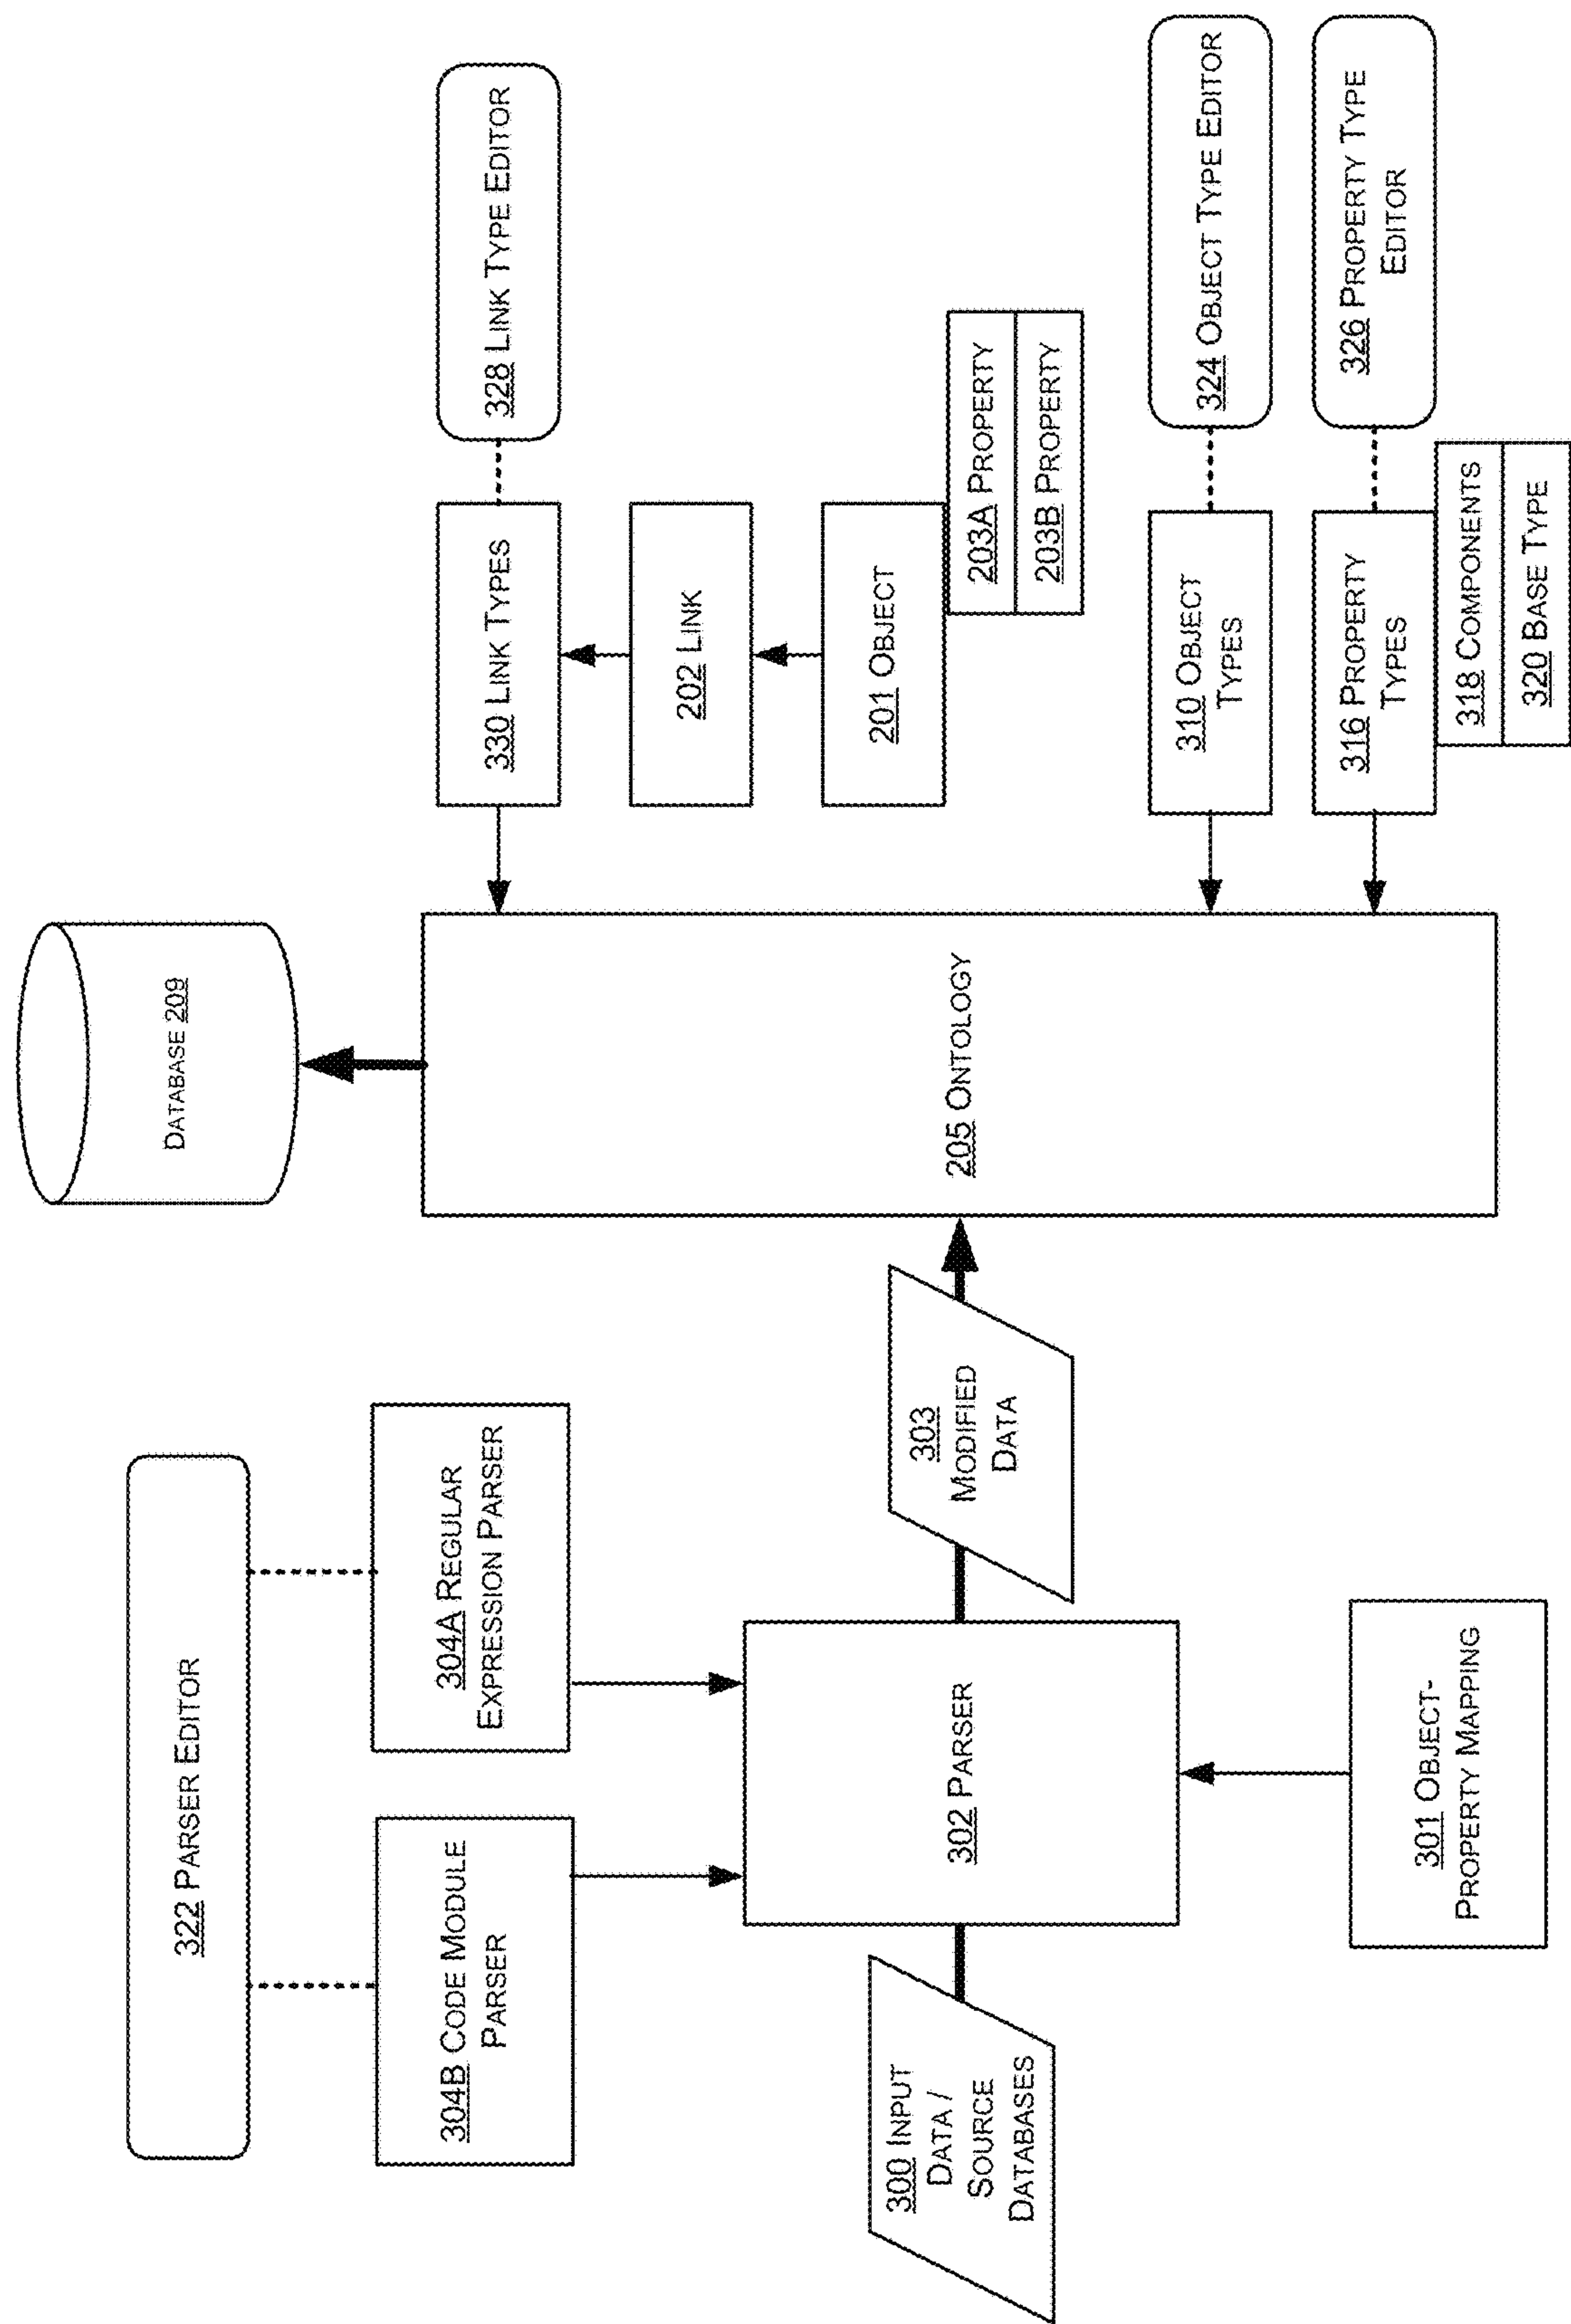 322 PARSER EDITOR
304B CODE MODULE
PARSER
304A REGULAR
EXPRESSION PARSER
300 INPUT
DATA /
SOURCE
DATABASES
302 PARSER
303
MODIFIED
DATA
301 OBJECT-
PROPERTY MAPPING
DATABASE 209
205 ONTOLOGY
330 LINK TYPES
328 LINK TYPE EDITOR
202 LINK
201 OBJECT
203A PROPERTY
203B PROPERTY
310 OBJECT
TYPES
324 OBJECT TYPE EDITOR
316 PROPERTY
TYPES
326 PROPERTY TYPE
EDITOR
318 COMPONENTS
320 BASE TYPE